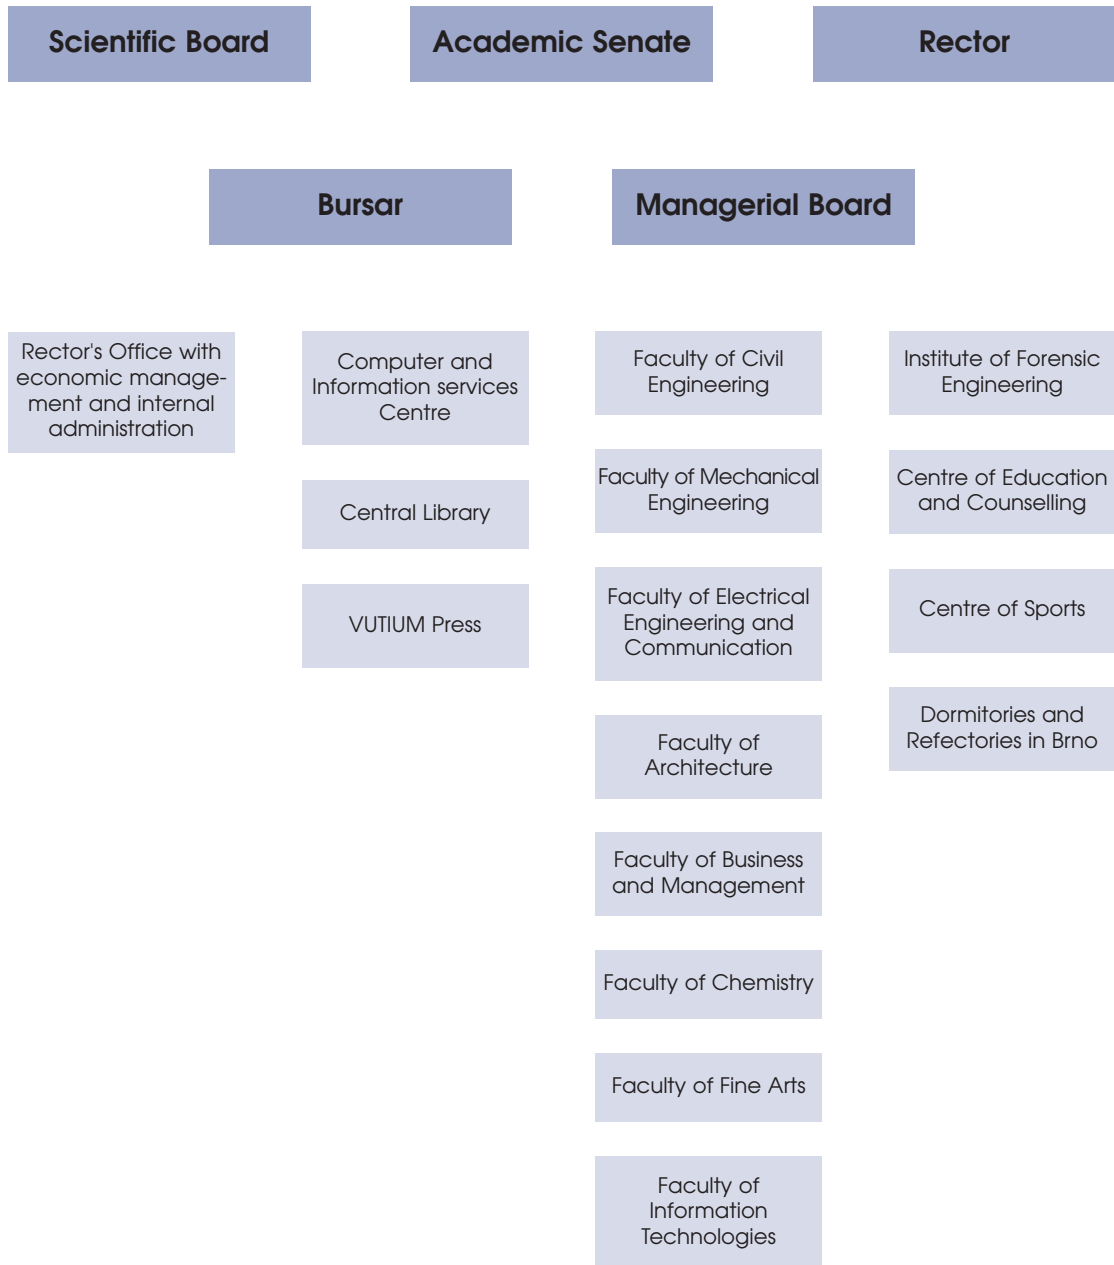 Scientific Board
Academic Senate
Rector
Bursar
Managerial Board
Rector's Office with
economic manage-
ment and internal
administration
Computer and
Information services
Centre
Central Library
VUTIUM Press
Faculty of Civil
Engineering
Faculty of Mechanical
Engineering
Faculty of Electrical
Engineering and
Communication
Faculty of
Architecture
Faculty of Business
and Management
Faculty of Chemistry
Faculty of Fine Arts
Faculty of
Information
Technologies
Institute of Forensic
Engineering
Centre of Education
and Counselling
Centre of Sports
Dormitories and
Refectories in Brno